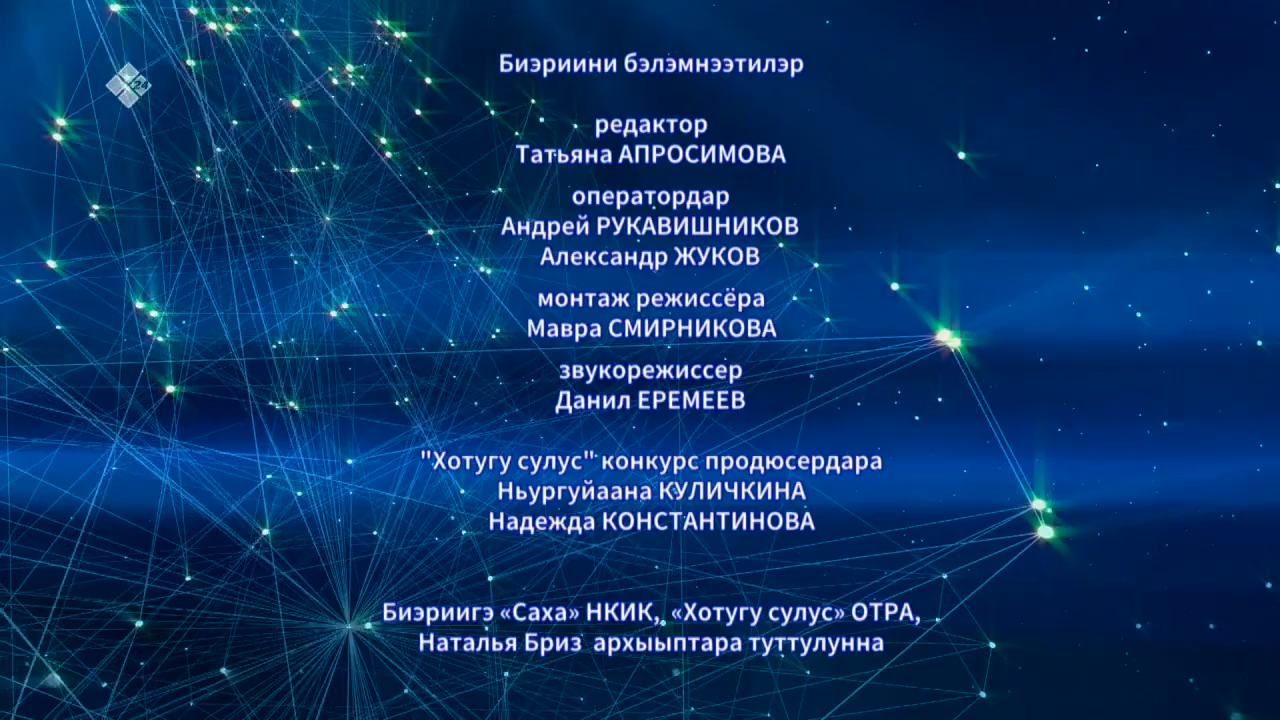 Биэриини бэлэмнээтилэр
редактор
Татьяна АПРОСИМОВА
оператордар
Андрей РУКАВИШНИКОВ
Александр ЖУКОВ
монтаж режиссёра
Мавра СМИРНИКОВА
звукорежиссер
Данил ЕРЕМЕЕВ
"Хотугу сулус" конкурс продюсердара
Ньургуйаана КУЛИЧКИНА
Надежда КОНСТАНТИНОВА
Биэриигэ «Саха» НКИК, «Хотугу сулус» ОТРА,
Наталья Бриз архыыптара туттулунна